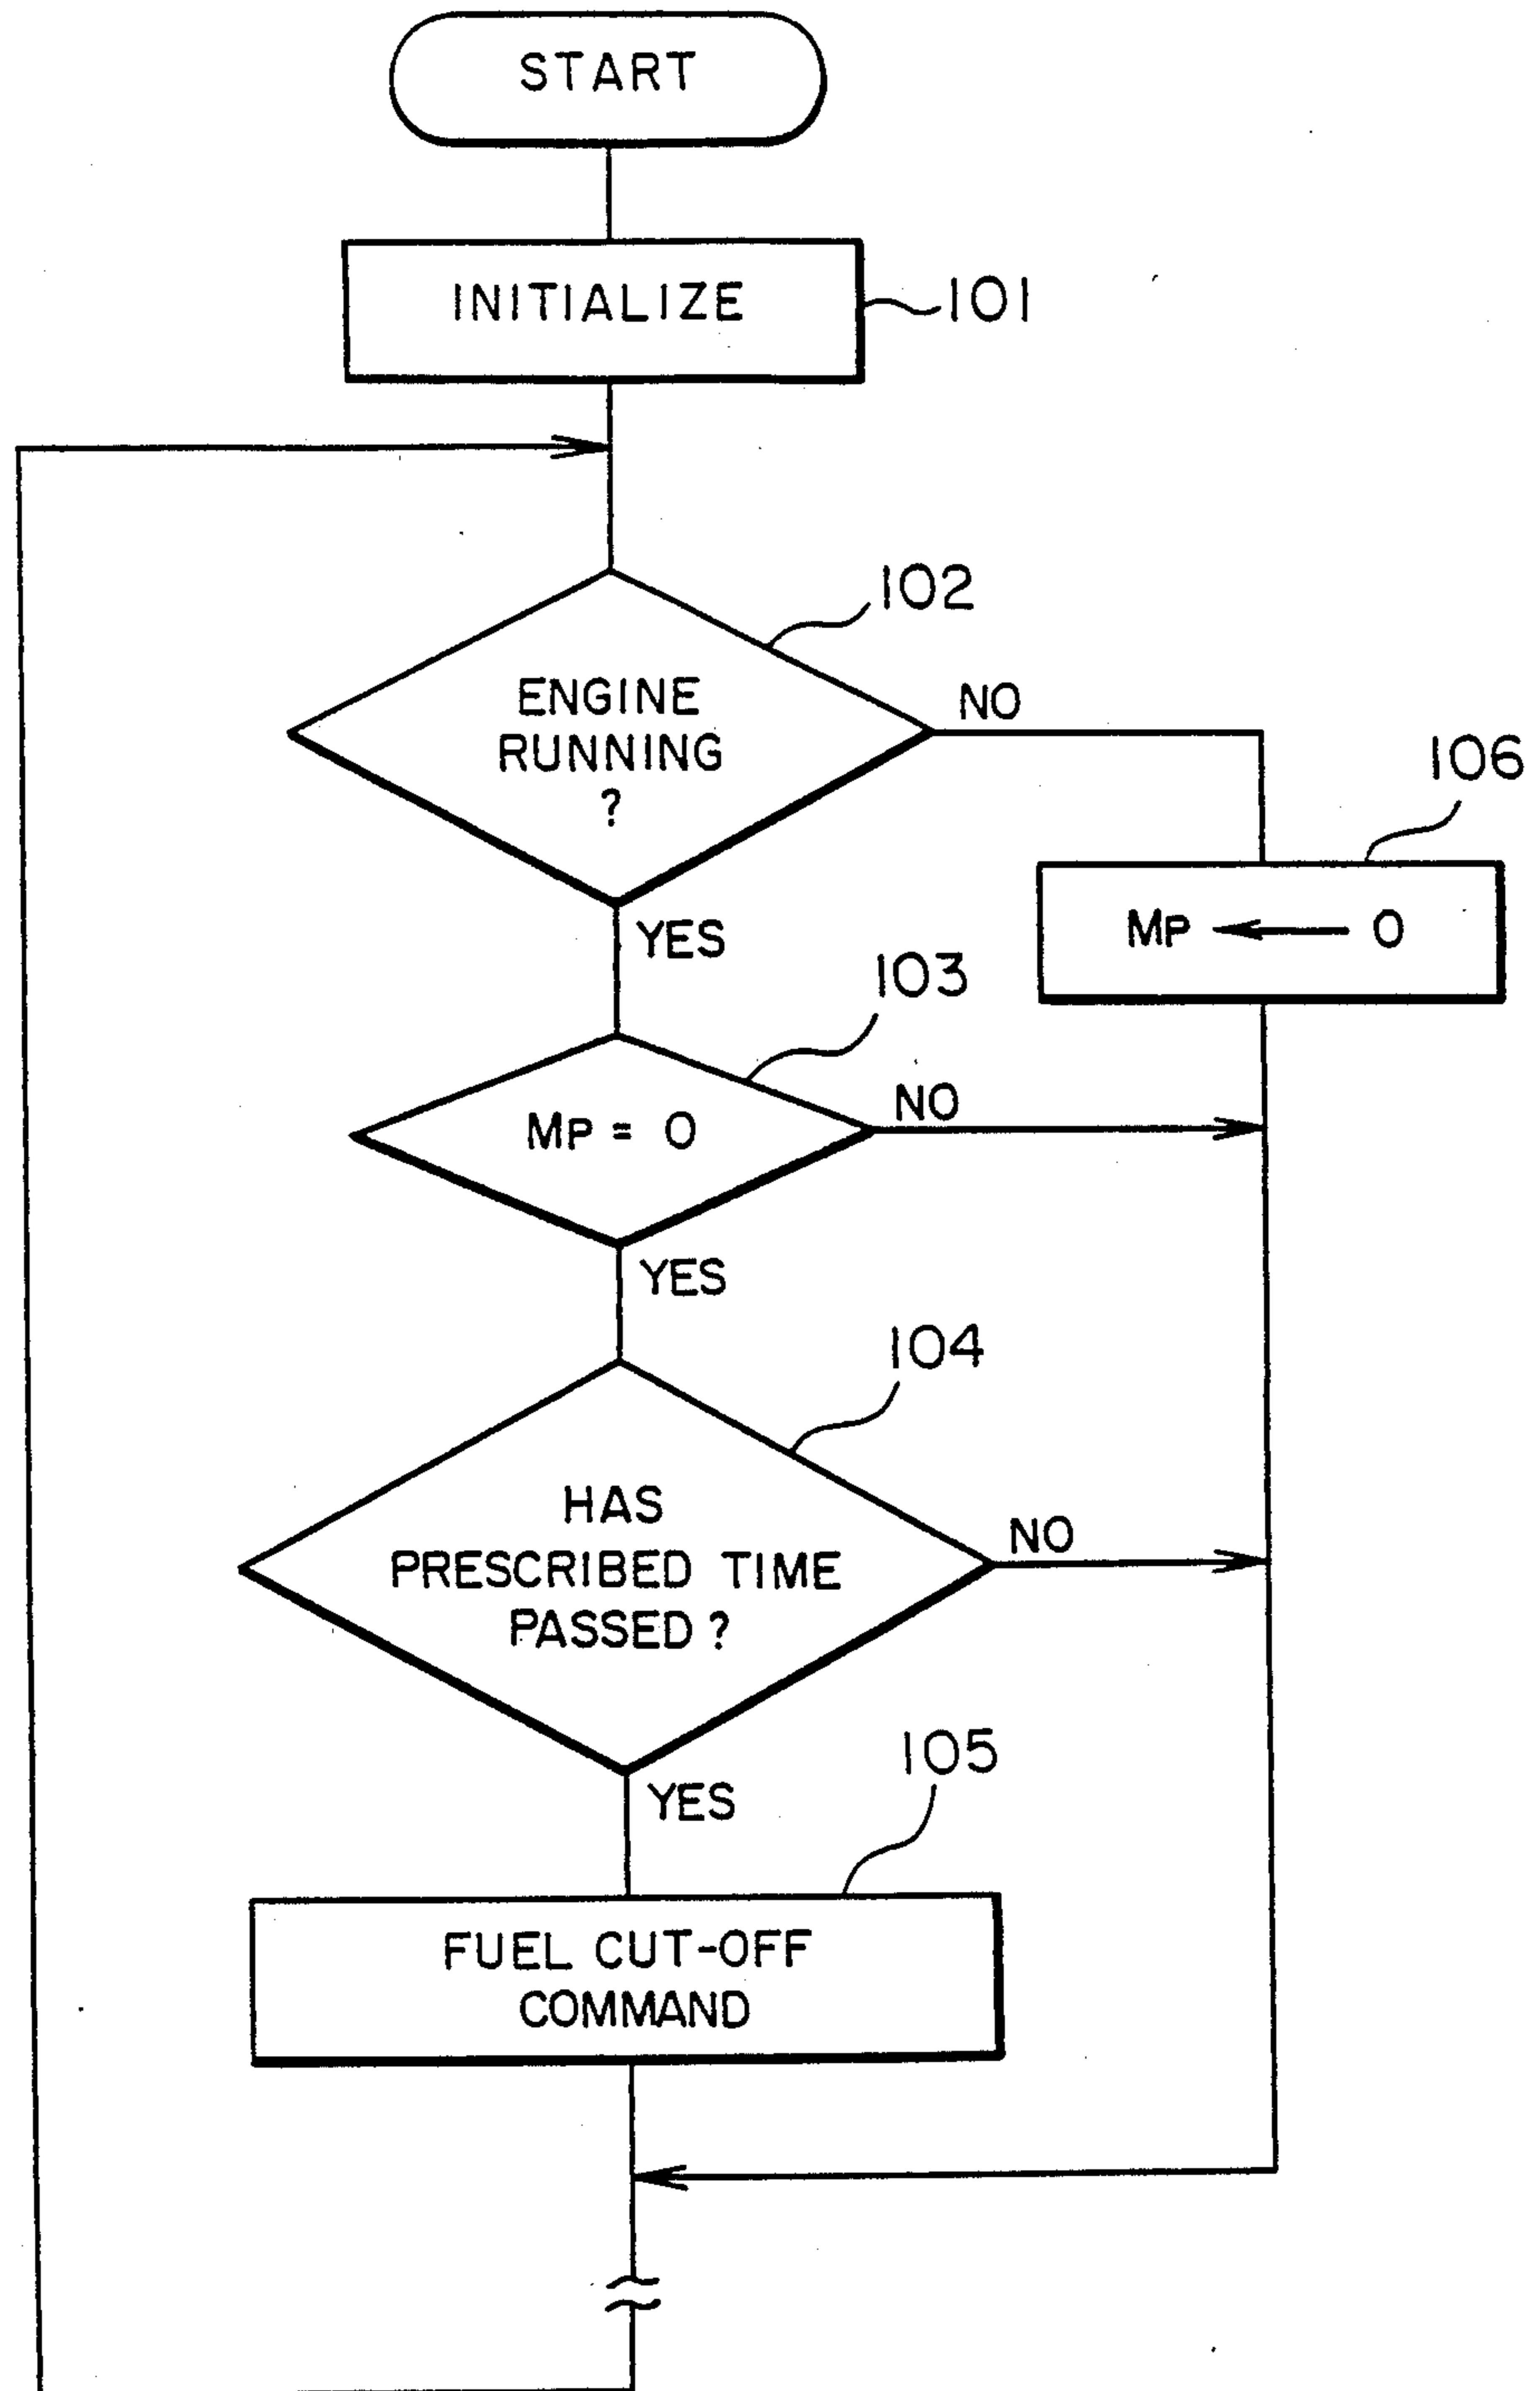 START
INITIALIZE
101
102
ENGINE
RUNNING
?
NO
106
YES
MP ← 0
103
MP = 0
NO
YES
104
HAS
PRESCRIBED TIME
PASSED ?
NO
YES
105
FUEL CUT-OFF
COMMAND